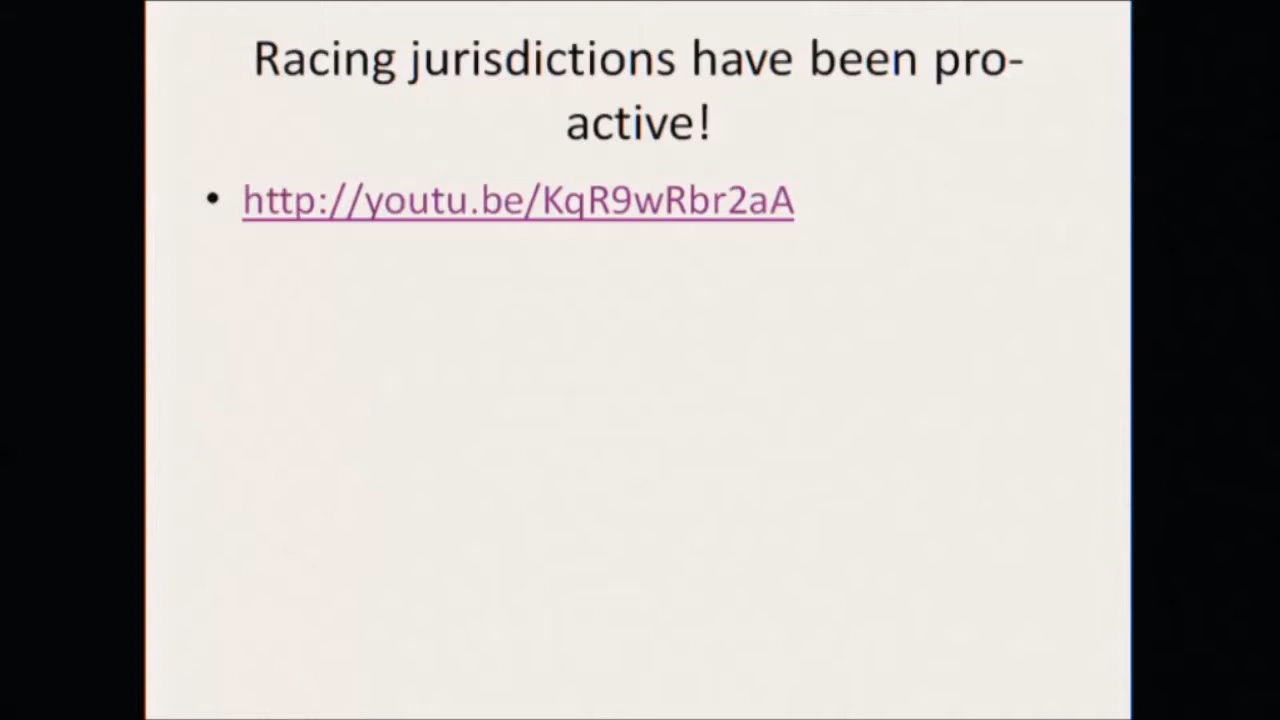 Racing jurisdictions have been pro-
active!
• http://youtu.be/KqR9wRbr2aA